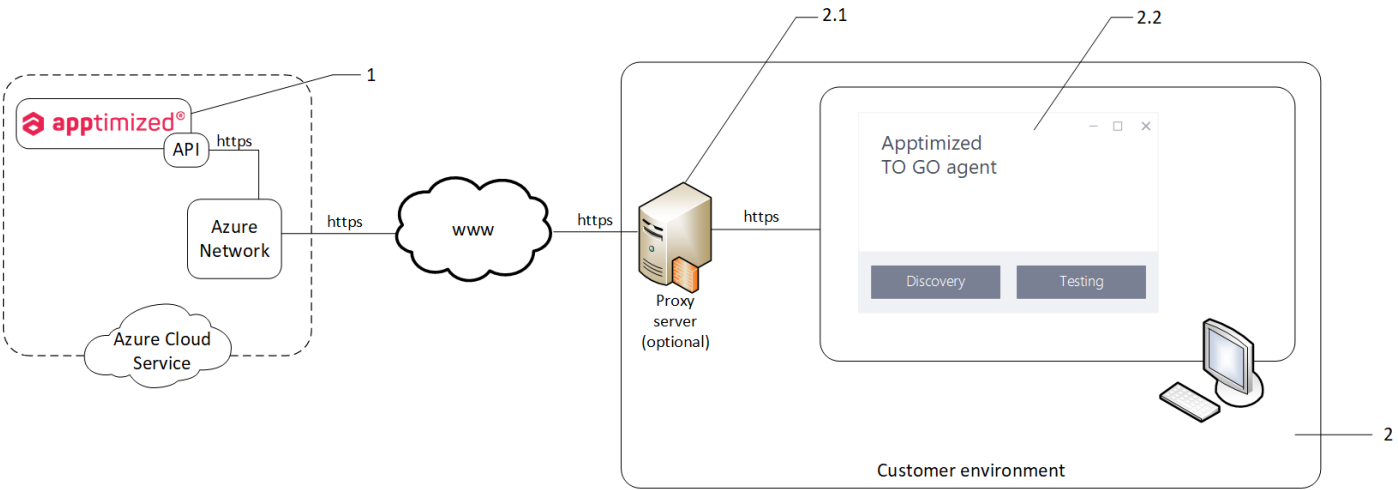 2.1
2.2
1
apptimized®
API
https
Azure
Network
https
www
https
https
Proxy
server
(optional)
Apptimized
TO GO agent
Discovery
Testing
Azure Cloud
Service
2
Customer environment